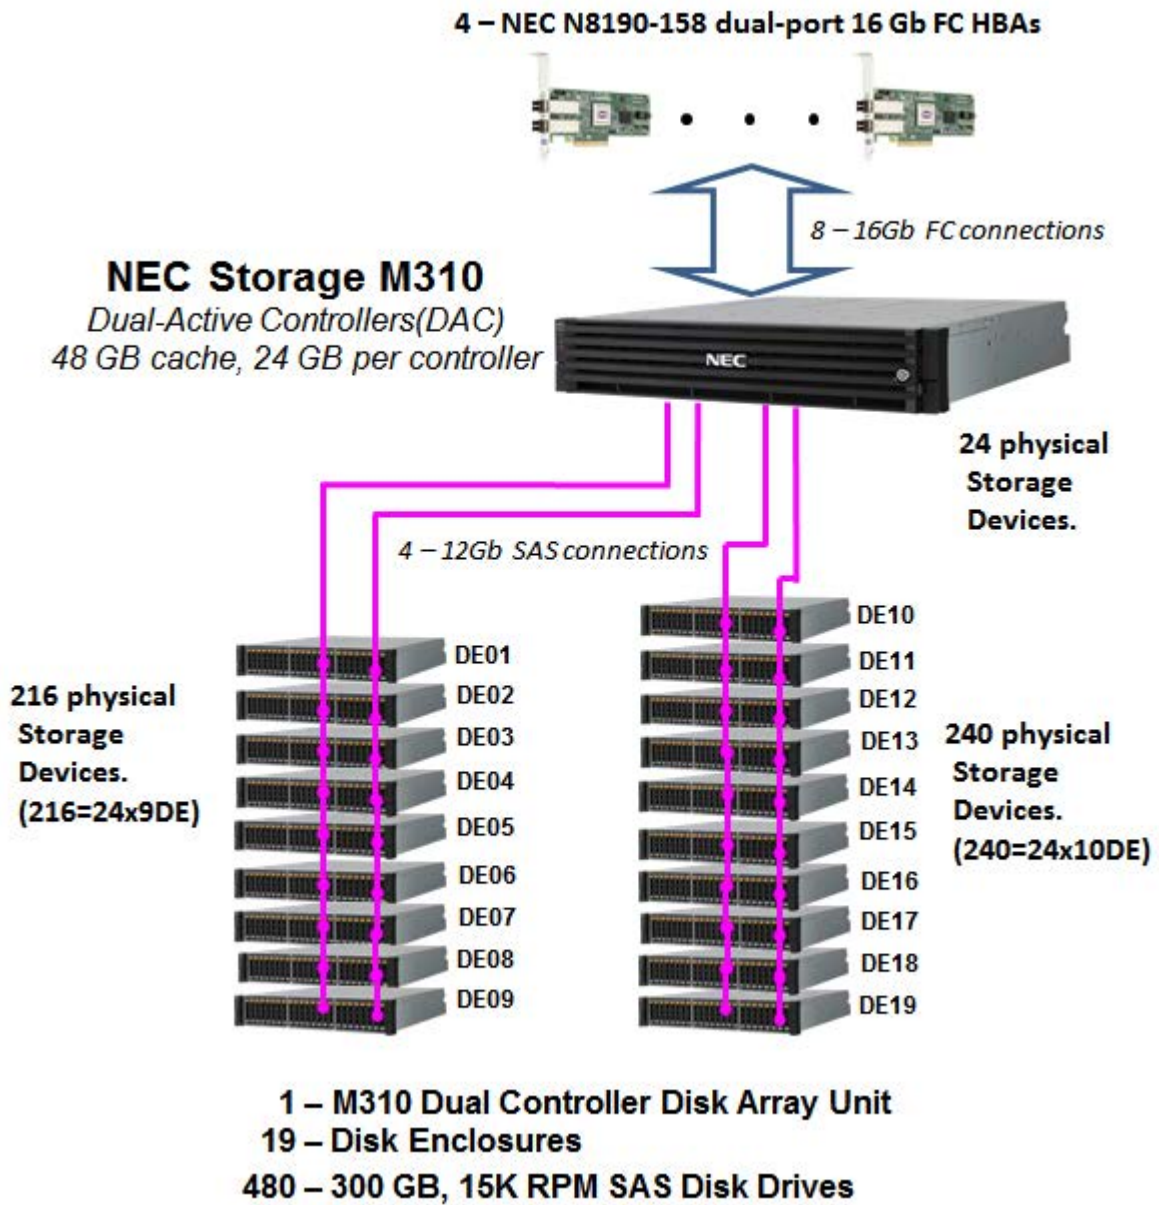 4 – NEC N8190-158 dual-port 16 Gb FC HBAs
8 – 16Gb FC connections
NEC Storage M310
Dual-Active Controllers(DAC)
48 GB cache, 24 GB per controller
NEC
24 physical
Storage
Devices.
4 – 12Gb SAS connections
216 physical
Storage
Devices.
(216=24x9DE)
DE01
DE02
DE03
DE04
DE05
DE06
DE07
DE08
DE09
DE10
DE11
DE12
DE13
DE14
DE15
DE16
DE17
DE18
DE19
240 physical
Storage
Devices.
(240=24x10DE)
1 – M310 Dual Controller Disk Array Unit
19 – Disk Enclosures
480 – 300 GB, 15K RPM SAS Disk Drives